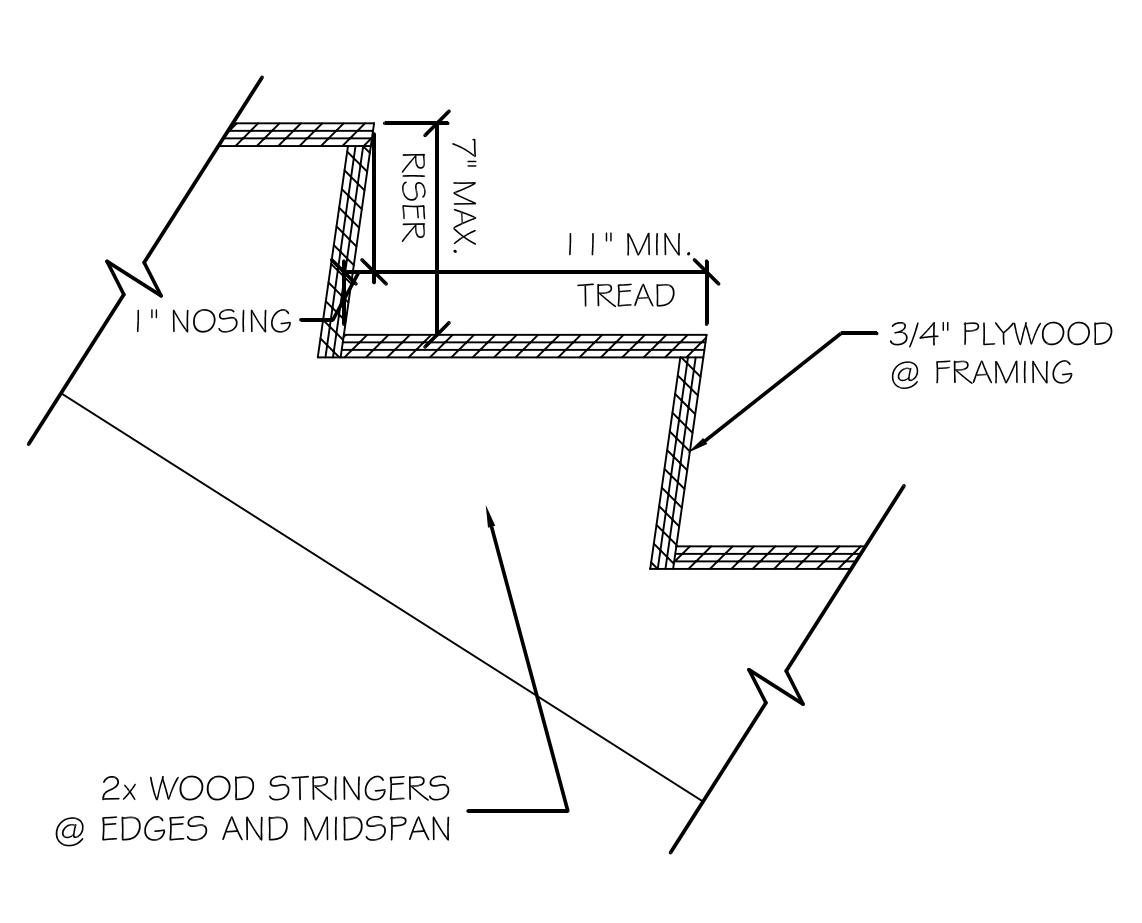 7" MAX.
RISER
11" MIN.
TREAD
1" NOSING
3/4" PLYWOOD
@ FRAMING
2x WOOD STRINGERS
@ EDGES AND MIDSPAN